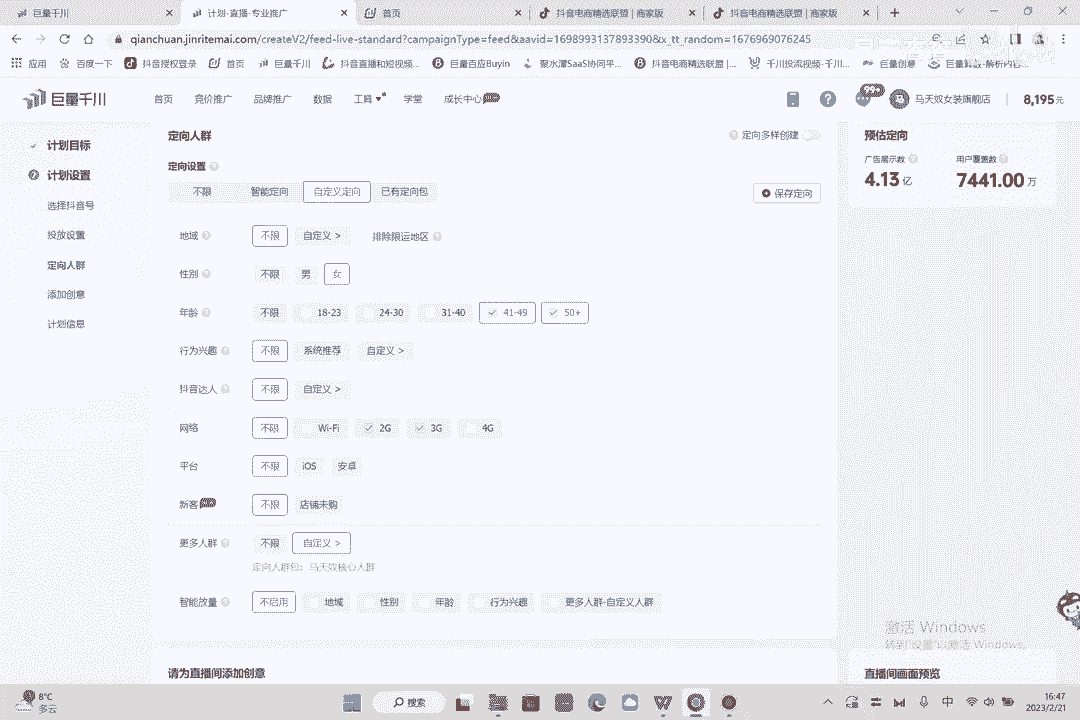 巨量千川
计划-直播-专业推广
首页
抖音电商精选联盟 | 商家版
抖音电商精选联盟 | 商家版
qianchuan.jinritemai.com/createV2/feed-live-standard?campaignType=feed&aavid=1698993137893390&x_tt_random=1676969076245
应用 百度一下 抖音授权登录 首页 巨量千川 抖音直播和短视频... 巨量百应Buyin 聚水潭SaaS协同平... 抖音电商精选联盟 |... 千川投流视频-千川... 巨量创意
巨量千川 首页 竞价推广 品牌推广 数据 工具 学堂 成长中心 99+ 马天奴女装旗舰店 8,195元
计划目标
计划设置
选择抖音号
投放设置
定向人群
添加创意
计划信息
定向人群 定向多样创建
定向设置
不限 智能定向 自定义定向 已有定向包 保存定向
地域 不限 自定义 > 排除限运地区
性别 不限 男 女
年龄 不限 18-23 24-30 31-40 41-49 50+
行为兴趣 不限 系统推荐 自定义 >
抖音达人 不限 自定义 >
网络 不限 Wi-Fi 2G 3G 4G
平台 不限 iOS 安卓
新客 不限 店铺未购
更多人群 不限 自定义 >
定向人群包：马天奴核心人群
智能放量 不启用 地域 性别 年龄 行为兴趣 更多人群-自定义人群
请为直播间添加创意
预估定向
广告展示数 用户覆盖数
4.13亿 7441.00万
激活 Windows
转到"设置"以激活 Windows。
直播间画面预览
8°C
多云
搜索
中
16:47
2023/2/21